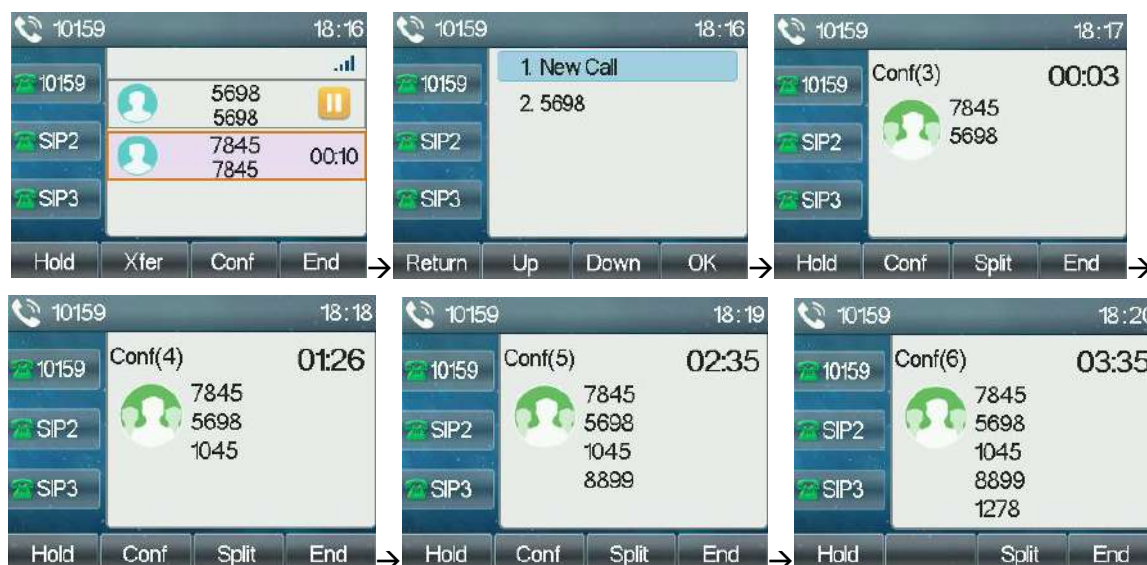 10159 18:16
10159
5698
5698
SIP2
7845 00:10
7845
SIP3
Hold Xfer Conf End →
10159 18:16
1. New Call
10159
2. 5698
SIP2
SIP3
Return Up Down OK →
10159 18:17
Conf(3) 00:03
10159
7845
5698
SIP2
SIP3
Hold Conf Split End →
10159 18:18
Conf(4) 01:26
10159
7845
5698
SIP2
1045
SIP3
Hold Conf Split End →
10159 18:19
Conf(5) 02:35
10159
7845
5698
SIP2
1045
8899
SIP3
Hold Conf Split End →
10159 18:20
Conf(6) 03:35
10159
7845
5698
SIP2
1045
8899
SIP3
1278
Hold Split End